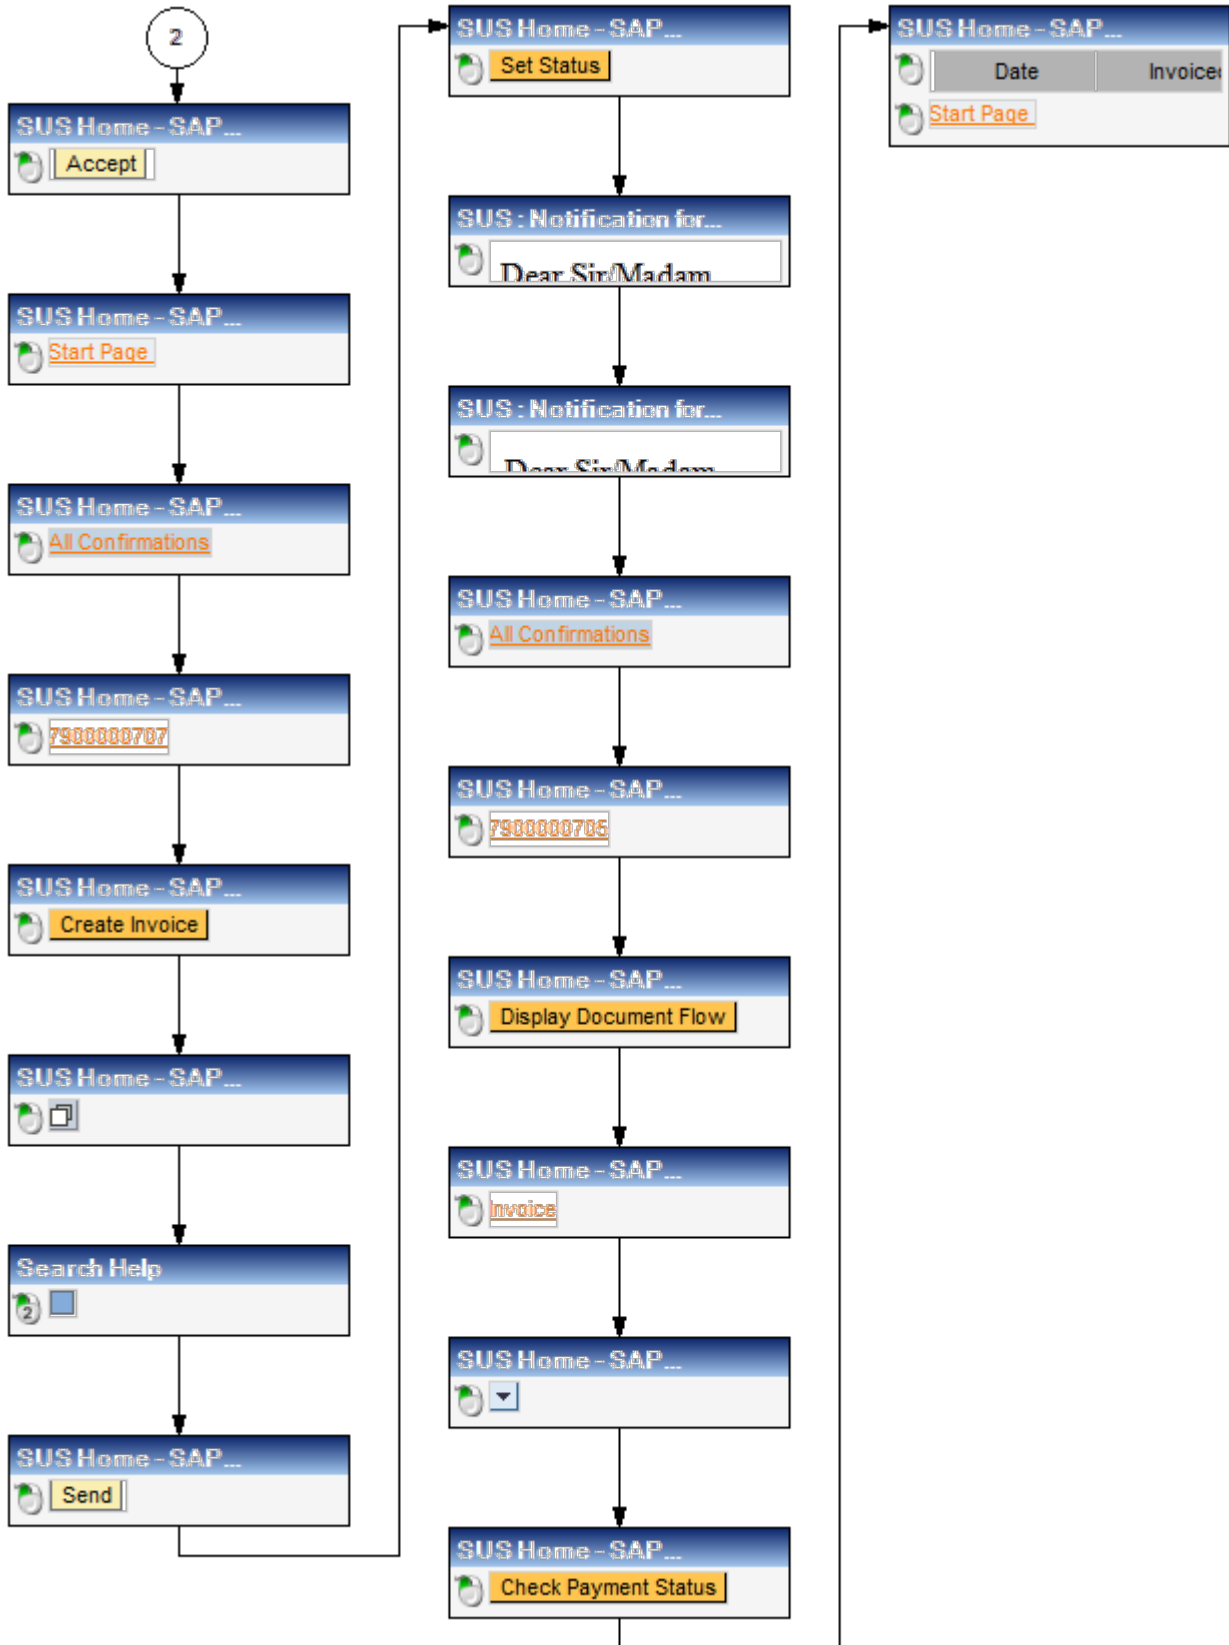 2
SUS Home - SAP...
Accept
SUS Home - SAP...
Start Page
SUS Home - SAP...
All Confirmations
SUS Home - SAP...
7900000707
SUS Home - SAP...
Create Invoice
SUS Home - SAP...
Search Help
2
SUS Home - SAP...
Send
SUS Home - SAP...
Set Status
SUS : Notification for...
Dear Sir/Madam
SUS : Notification for...
Dear Sir/Madam
SUS Home - SAP...
All Confirmations
SUS Home - SAP...
SUS Home - SAP...
Display Document Flow
SUS Home - SAP...
Invoice
SUS Home - SAP...
SUS Home - SAP...
Check Payment Status
SUS Home - SAP...
Date Invoice
Start Page